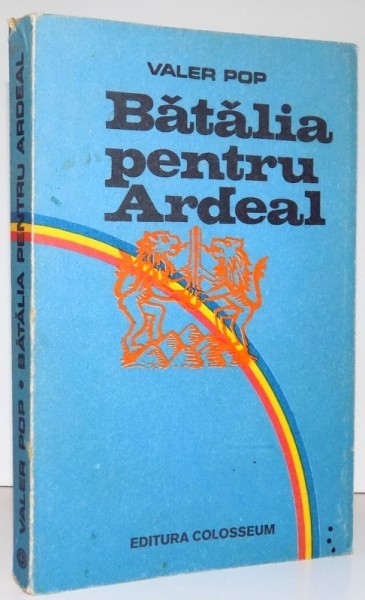 VALER POP
Bătălia
pentru
Ardeal
EDITURA COLOSSEUM
VALER POP • BĂTĂLIA PENTRU ARDEAL